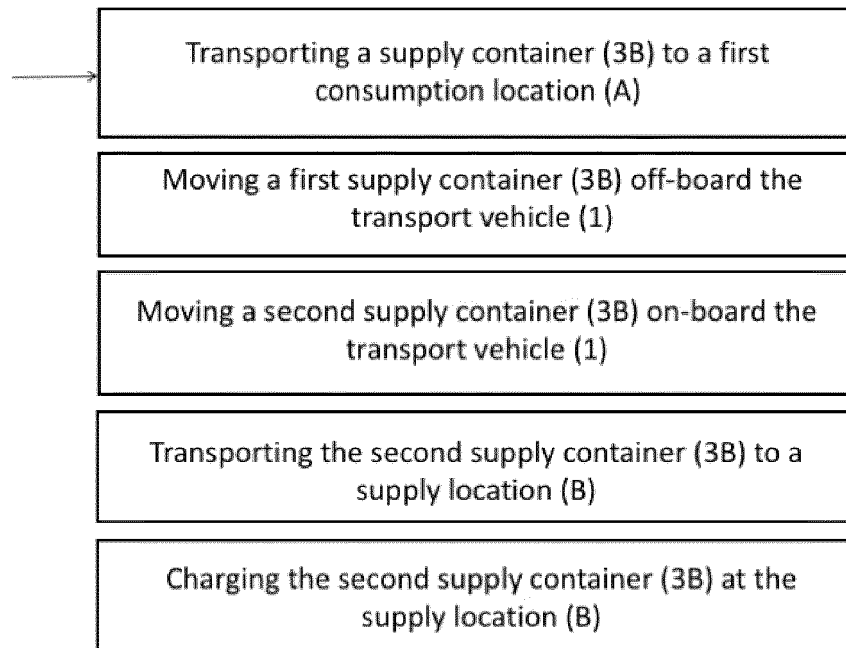 Transporting a supply container (3B) to a first
consumption location (A)
Moving a first supply container (3B) off-board the
transport vehicle (1)
Moving a second supply container (3B) on-board the
transport vehicle (1)
Transporting the second supply container (3B) to a
supply location (B)
Charging the second supply container (3B) at the
supply location (B)